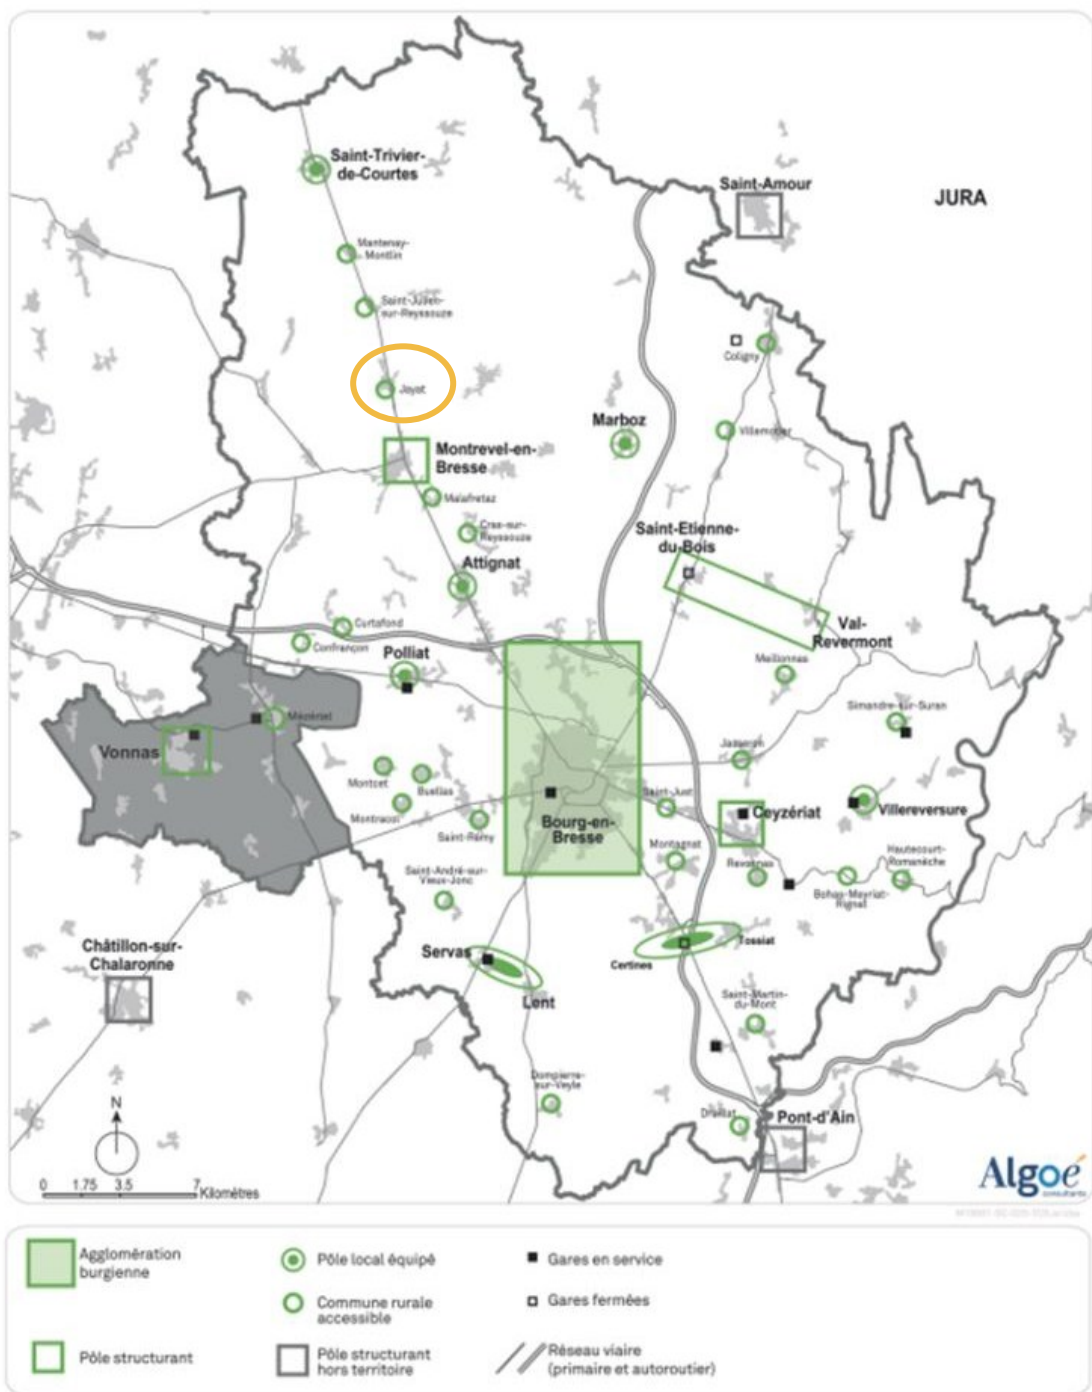 Saint-Trivier-
de-Courtes
Saint-Amour
JURA
Mantenay-
Montlin
Saint-Julien-
sur-Reyssouze
Coligny
Jayat
Marboz
Villemotier
Montrevel-en-
Bresse
Malafretaz
Cras-sur-
Reyssouze
Saint-Etienne-
du-Bois
Attignat
Val-
Revermont
Curtafond
Confrançon
Polliat
Meillonnas
Simandre-sur-Suran
Mézériat
Vonnas
Jasseron
Montcet
Buellas
Saint-Just
Ceyzériat
Villereversure
Montracol
Saint-Rémy
Bourg-en-
Bresse
Montagnat
Revonnas
Hautecourt-
Romanèche
Bohas-Meyriat-
Rignat
Saint-André-sur-
Vieux-Jonc
Châtillon-sur-
Chalaronne
Servas
Lent
Certines
Tossiat
Saint-Martin-
du-Mont
Dompierre-
sur-Veyle
Druillat
Pont-d'Ain
N
0 1.75 3.5 7
Kilomètres
Algoé
consultants
Agglomération
burgienne
Pôle local équipé
Gares en service
Commune rurale
accessible
Gares fermées
Pôle structurant
Pôle structurant
hors territoire
Réseau viaire
(primaire et autoroutier)